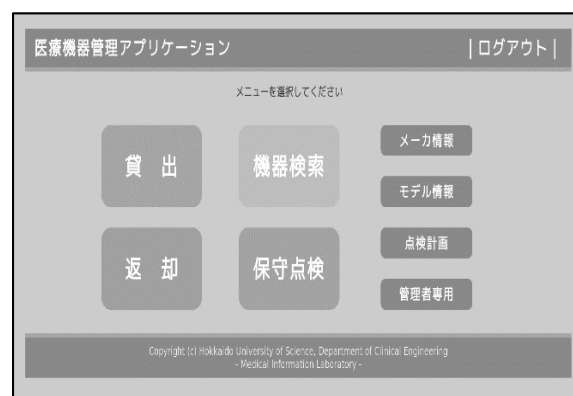 医療機器管理アプリケーション
|ログアウト|
メニューを選択してください
貸 出
機器検索
メーカ情報
モデル情報
返 却
保守点検
点検計画
管理者専用
Copyright (c) Hokkaido University of Science, Department of Clinical Engineering
- Medical Information Laboratory -